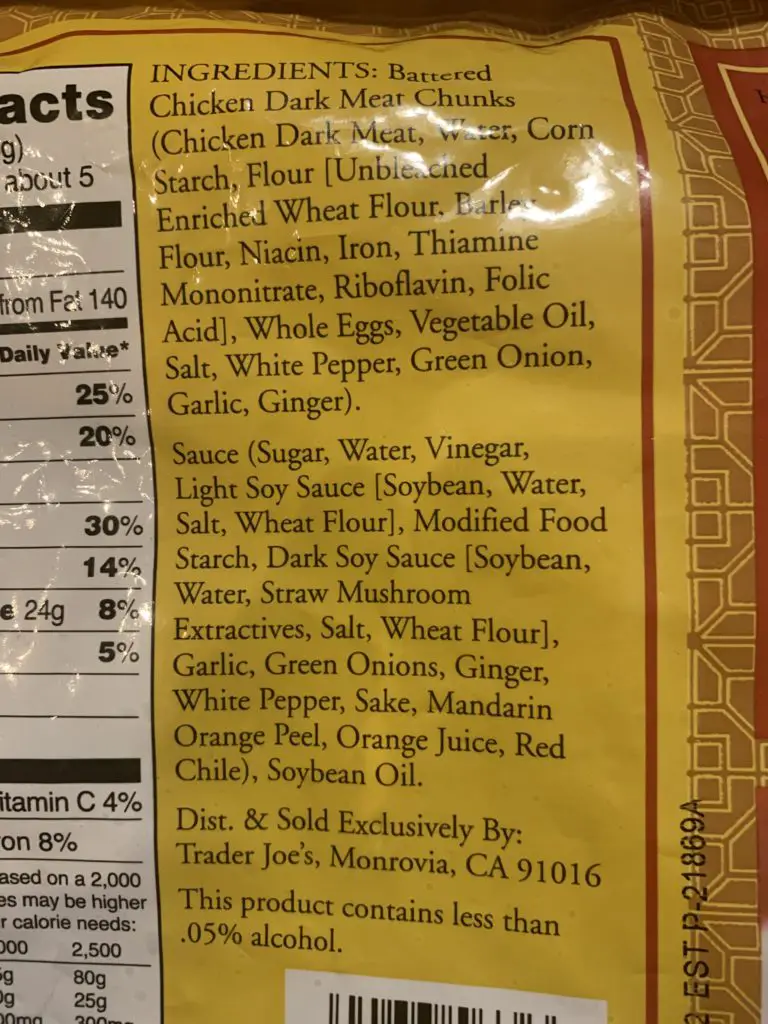 acts
g)
about 5
from Fat 140
Daily Value*
25%
20%
30%
14%
e 24g 8%
5%
itamin C 4%
on 8%
ased on a 2,000
es may be higher
r calorie needs:
000 2,500
5g 80g
0g 25g
00mg 300m
INGREDIENTS: Battered
Chicken Dark Meat Chunks
(Chicken Dark Meat, Water, Corn
Starch, Flour [Unbleached
Enriched Wheat Flour, Barley
Flour, Niacin, Iron, Thiamine
Mononitrate, Riboflavin, Folic
Acid], Whole Eggs, Vegetable Oil,
Salt, White Pepper, Green Onion,
Garlic, Ginger).
Sauce (Sugar, Water, Vinegar,
Light Soy Sauce [Soybean, Water,
Salt, Wheat Flour], Modified Food
Starch, Dark Soy Sauce [Soybean,
Water, Straw Mushroom
Extractives, Salt, Wheat Flour],
Garlic, Green Onions, Ginger,
White Pepper, Sake, Mandarin
Orange Peel, Orange Juice, Red
Chile), Soybean Oil.
Dist. & Sold Exclusively By:
Trader Joe's, Monrovia, CA 91016
This product contains less than
.05% alcohol.
2 EST P-21869A